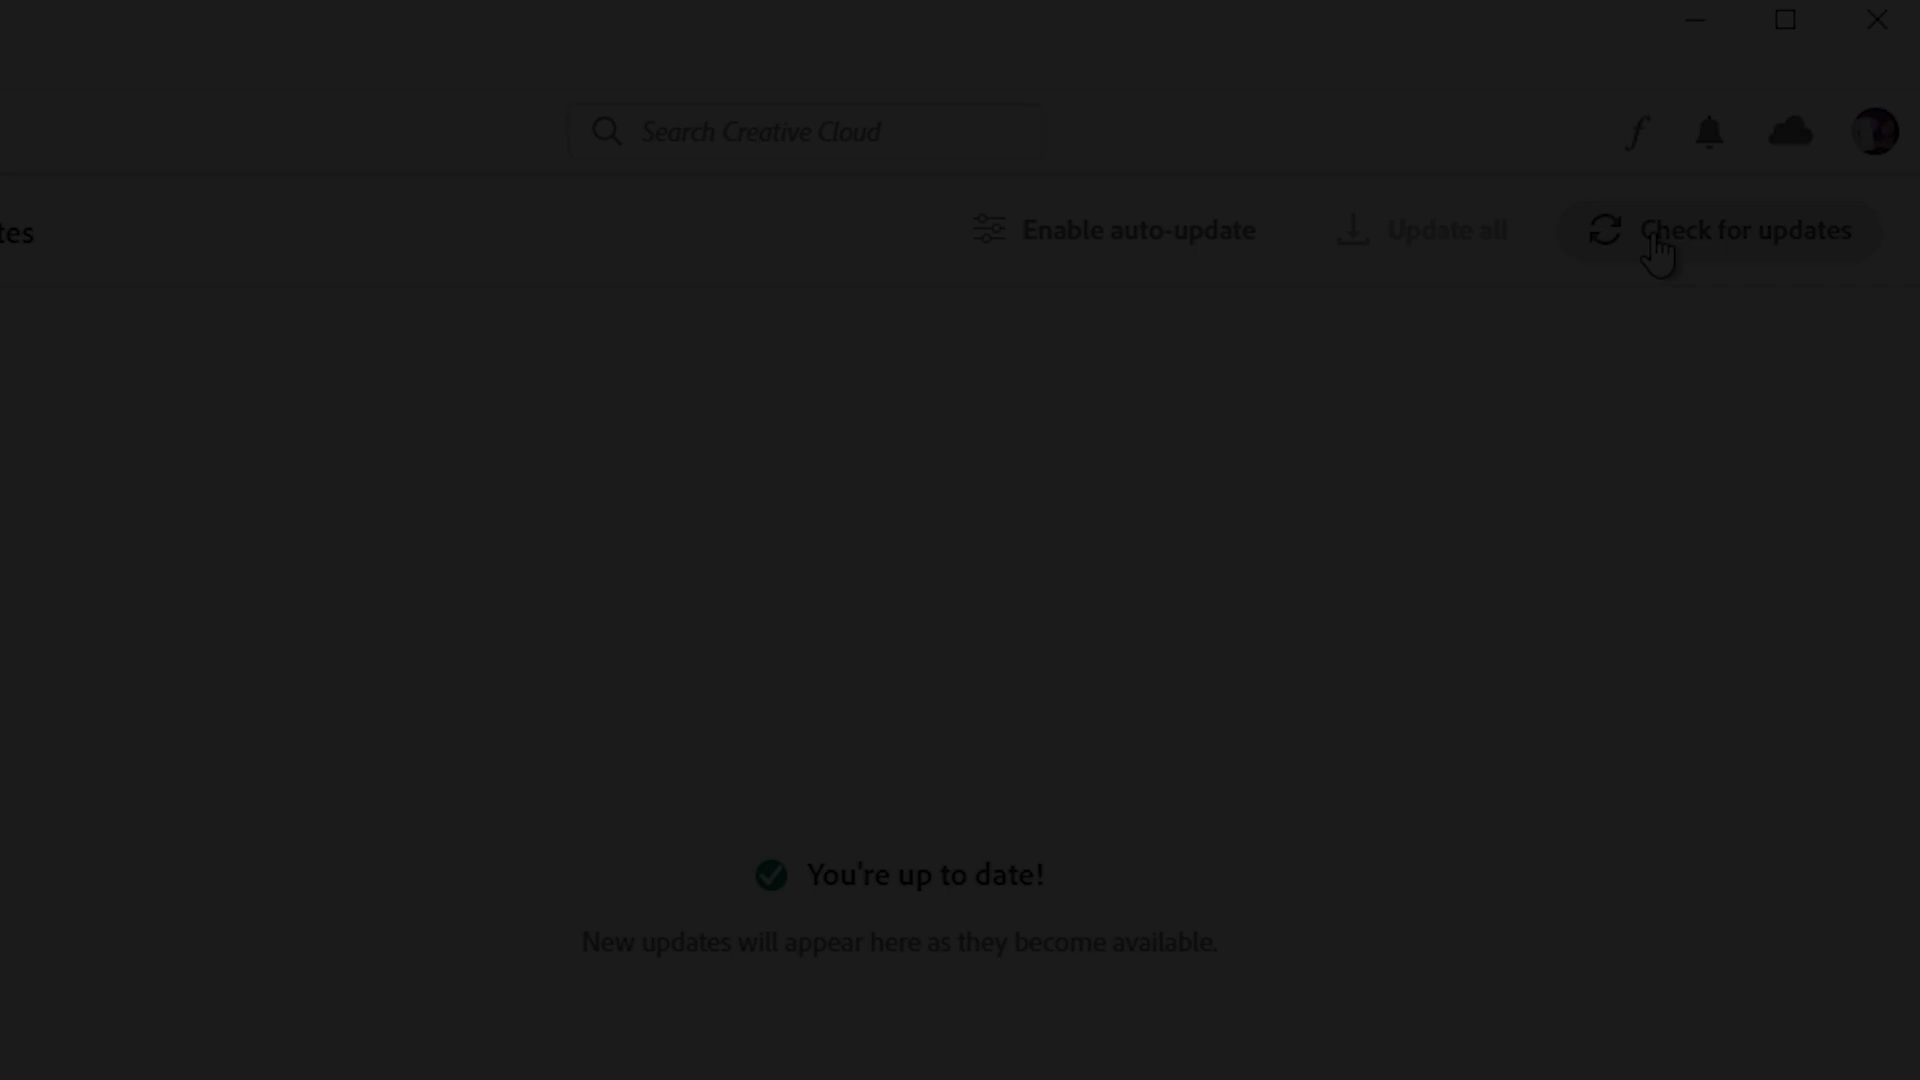 Search Creative Cloud
tes
Enable auto-update
Update all
Check for updates
You're up to date!
New updates will appear here as they become available.